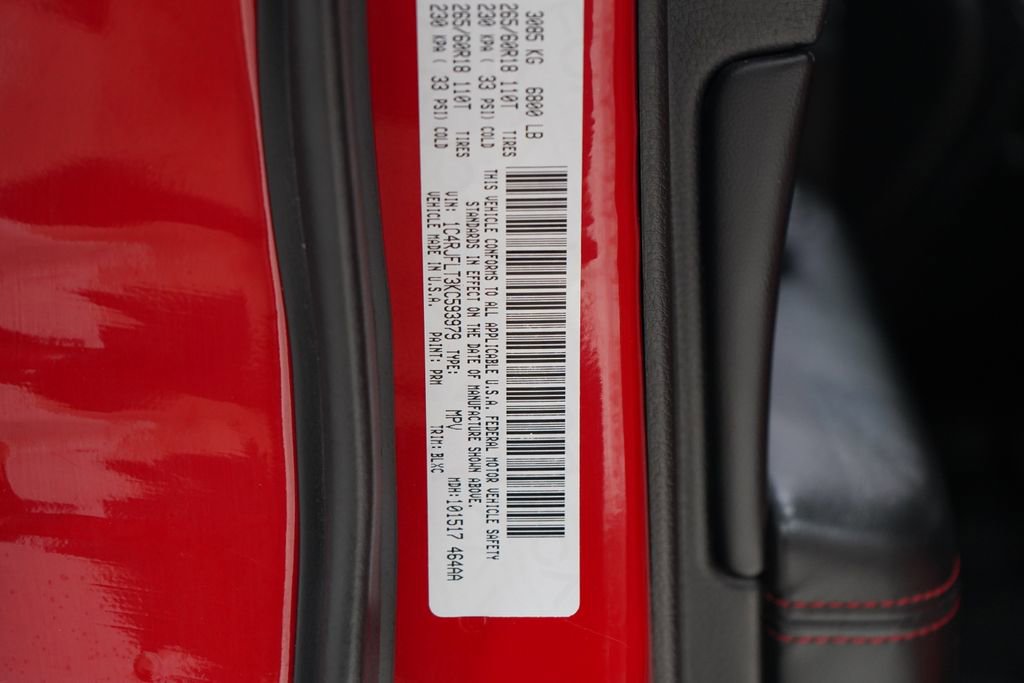 3085 KG 6800 LB
265/60R18 110T TIRES
230 KPA ( 33 PSI) COLD
265/60R18 110T TIRES
230 KPA ( 33 PSI) COLD
THIS VEHICLE CONFORMS TO ALL APPLICABLE U.S.A. FEDERAL MOTOR VEHICLE SAFETY
STANDARDS IN EFFECT ON THE DATE OF MANUFACTURE SHOWN ABOVE.
VIN: 1C4RJFLT3KC593979 TYPE: MPV MDH:101517 464AA
VEHICLE MADE IN U.S.A. PAINT: PRM TRIM: BLXC